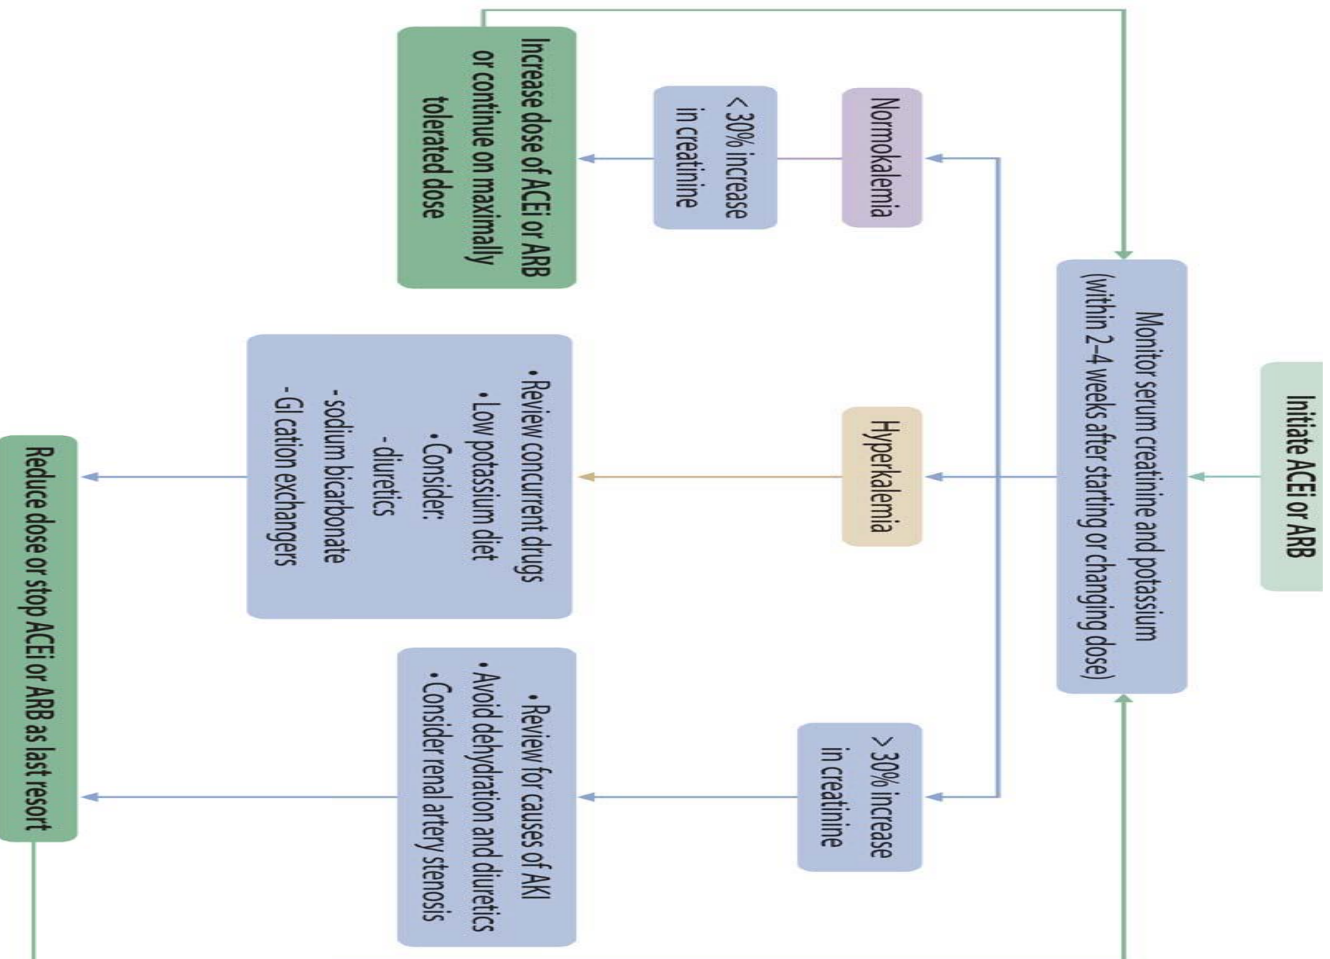 Initiate ACEi or ARB
Monitor serum creatinine and potassium
(within 2–4 weeks after starting or changing dose)
Normokalemia
Hyperkalemia
> 30% increase
in creatinine
< 30% increase
in creatinine
Increase dose of ACEi or ARB
or continue on maximally
tolerated dose
• Review concurrent drugs
• Low potassium diet
• Consider:
- diuretics
- sodium bicarbonate
- GI cation exchangers
• Review for causes of AKI
• Avoid dehydration and diuretics
• Consider renal artery stenosis
Reduce dose or stop ACEi or ARB as last resort